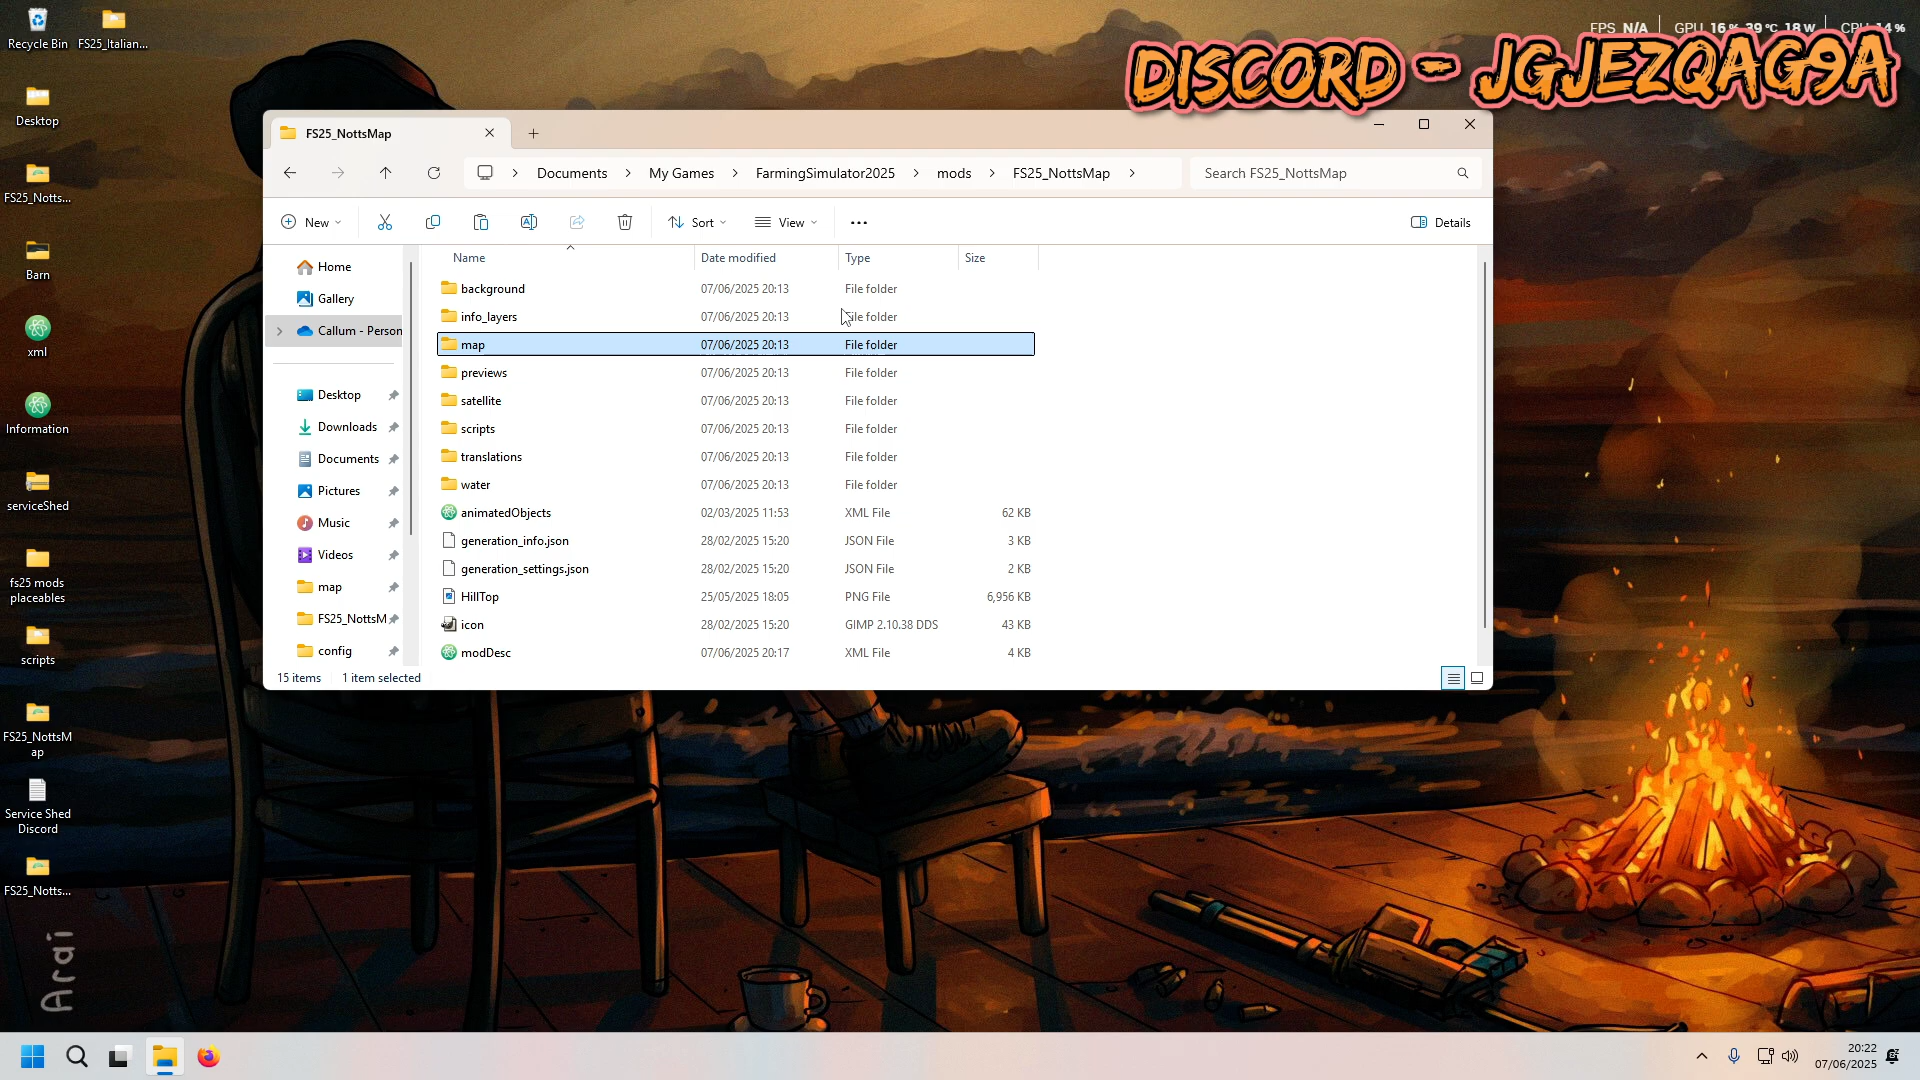 Recycle Bin
FS25_Italian...
Desktop
FS25_Notts...
Barn
xml
Information
serviceShed
fs25 mods
placeables
scripts
FS25_NottsM
ap
Service Shed
Discord
FS25_Notts...
Arai
FPS N/A
GPU 16% 39°C 18W
DISCORD - JGJEZQAG9A
FS25_NottsMap
Documents > My Games > FarmingSimulator2025 > mods > FS25_NottsMap >
Search FS25_NottsMap
New
Sort
View
Details
Home
Gallery
Callum - Person
Desktop
Downloads
Documents
Pictures
Music
Videos
map
FS25_NottsM
config
Name Date modified Type Size
background 07/06/2025 20:13 File folder
info_layers 07/06/2025 20:13 File folder
map 07/06/2025 20:13 File folder
previews 07/06/2025 20:13 File folder
satellite 07/06/2025 20:13 File folder
scripts 07/06/2025 20:13 File folder
translations 07/06/2025 20:13 File folder
water 07/06/2025 20:13 File folder
animatedObjects 02/03/2025 11:53 XML File 62 KB
generation_info.json 28/02/2025 15:20 JSON File 3 KB
generation_settings.json 28/02/2025 15:20 JSON File 2 KB
HillTop 25/05/2025 18:05 PNG File 6,956 KB
icon 28/02/2025 15:20 GIMP 2.10.38 DDS 43 KB
modDesc 07/06/2025 20:17 XML File 4 KB
15 items 1 item selected
20:22
07/06/2025